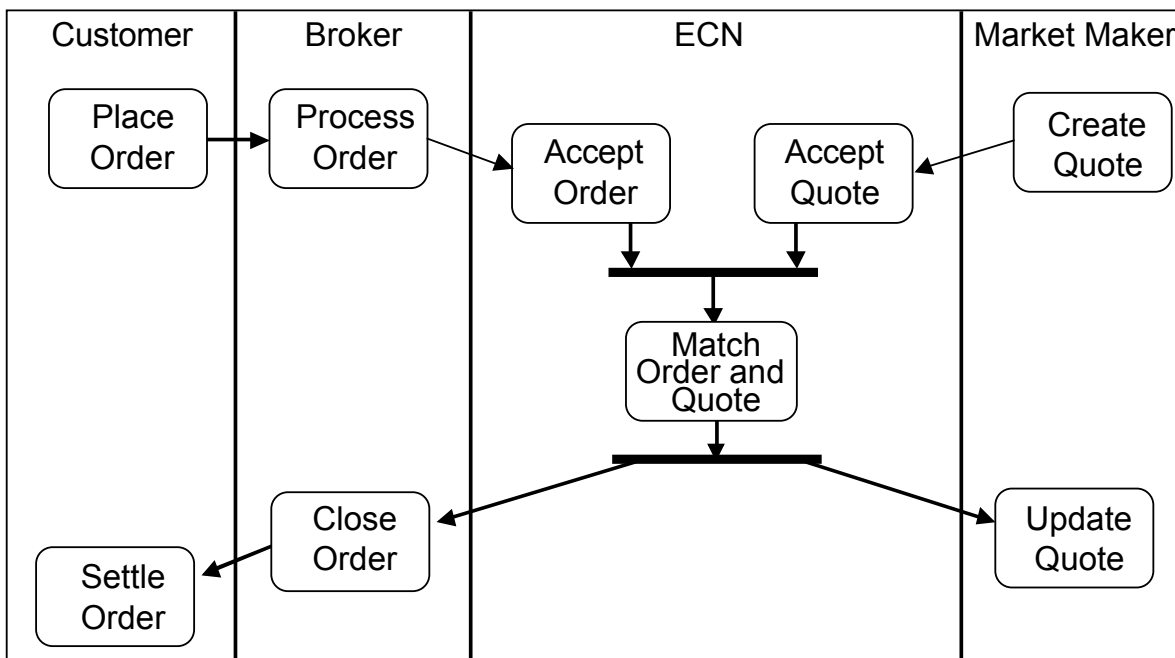 Customer
Broker
ECN
Market Maker
Place
Order
Process
Order
Accept
Order
Accept
Quote
Create
Quote
Match
Order and
Quote
Close
Order
Update
Quote
Settle
Order